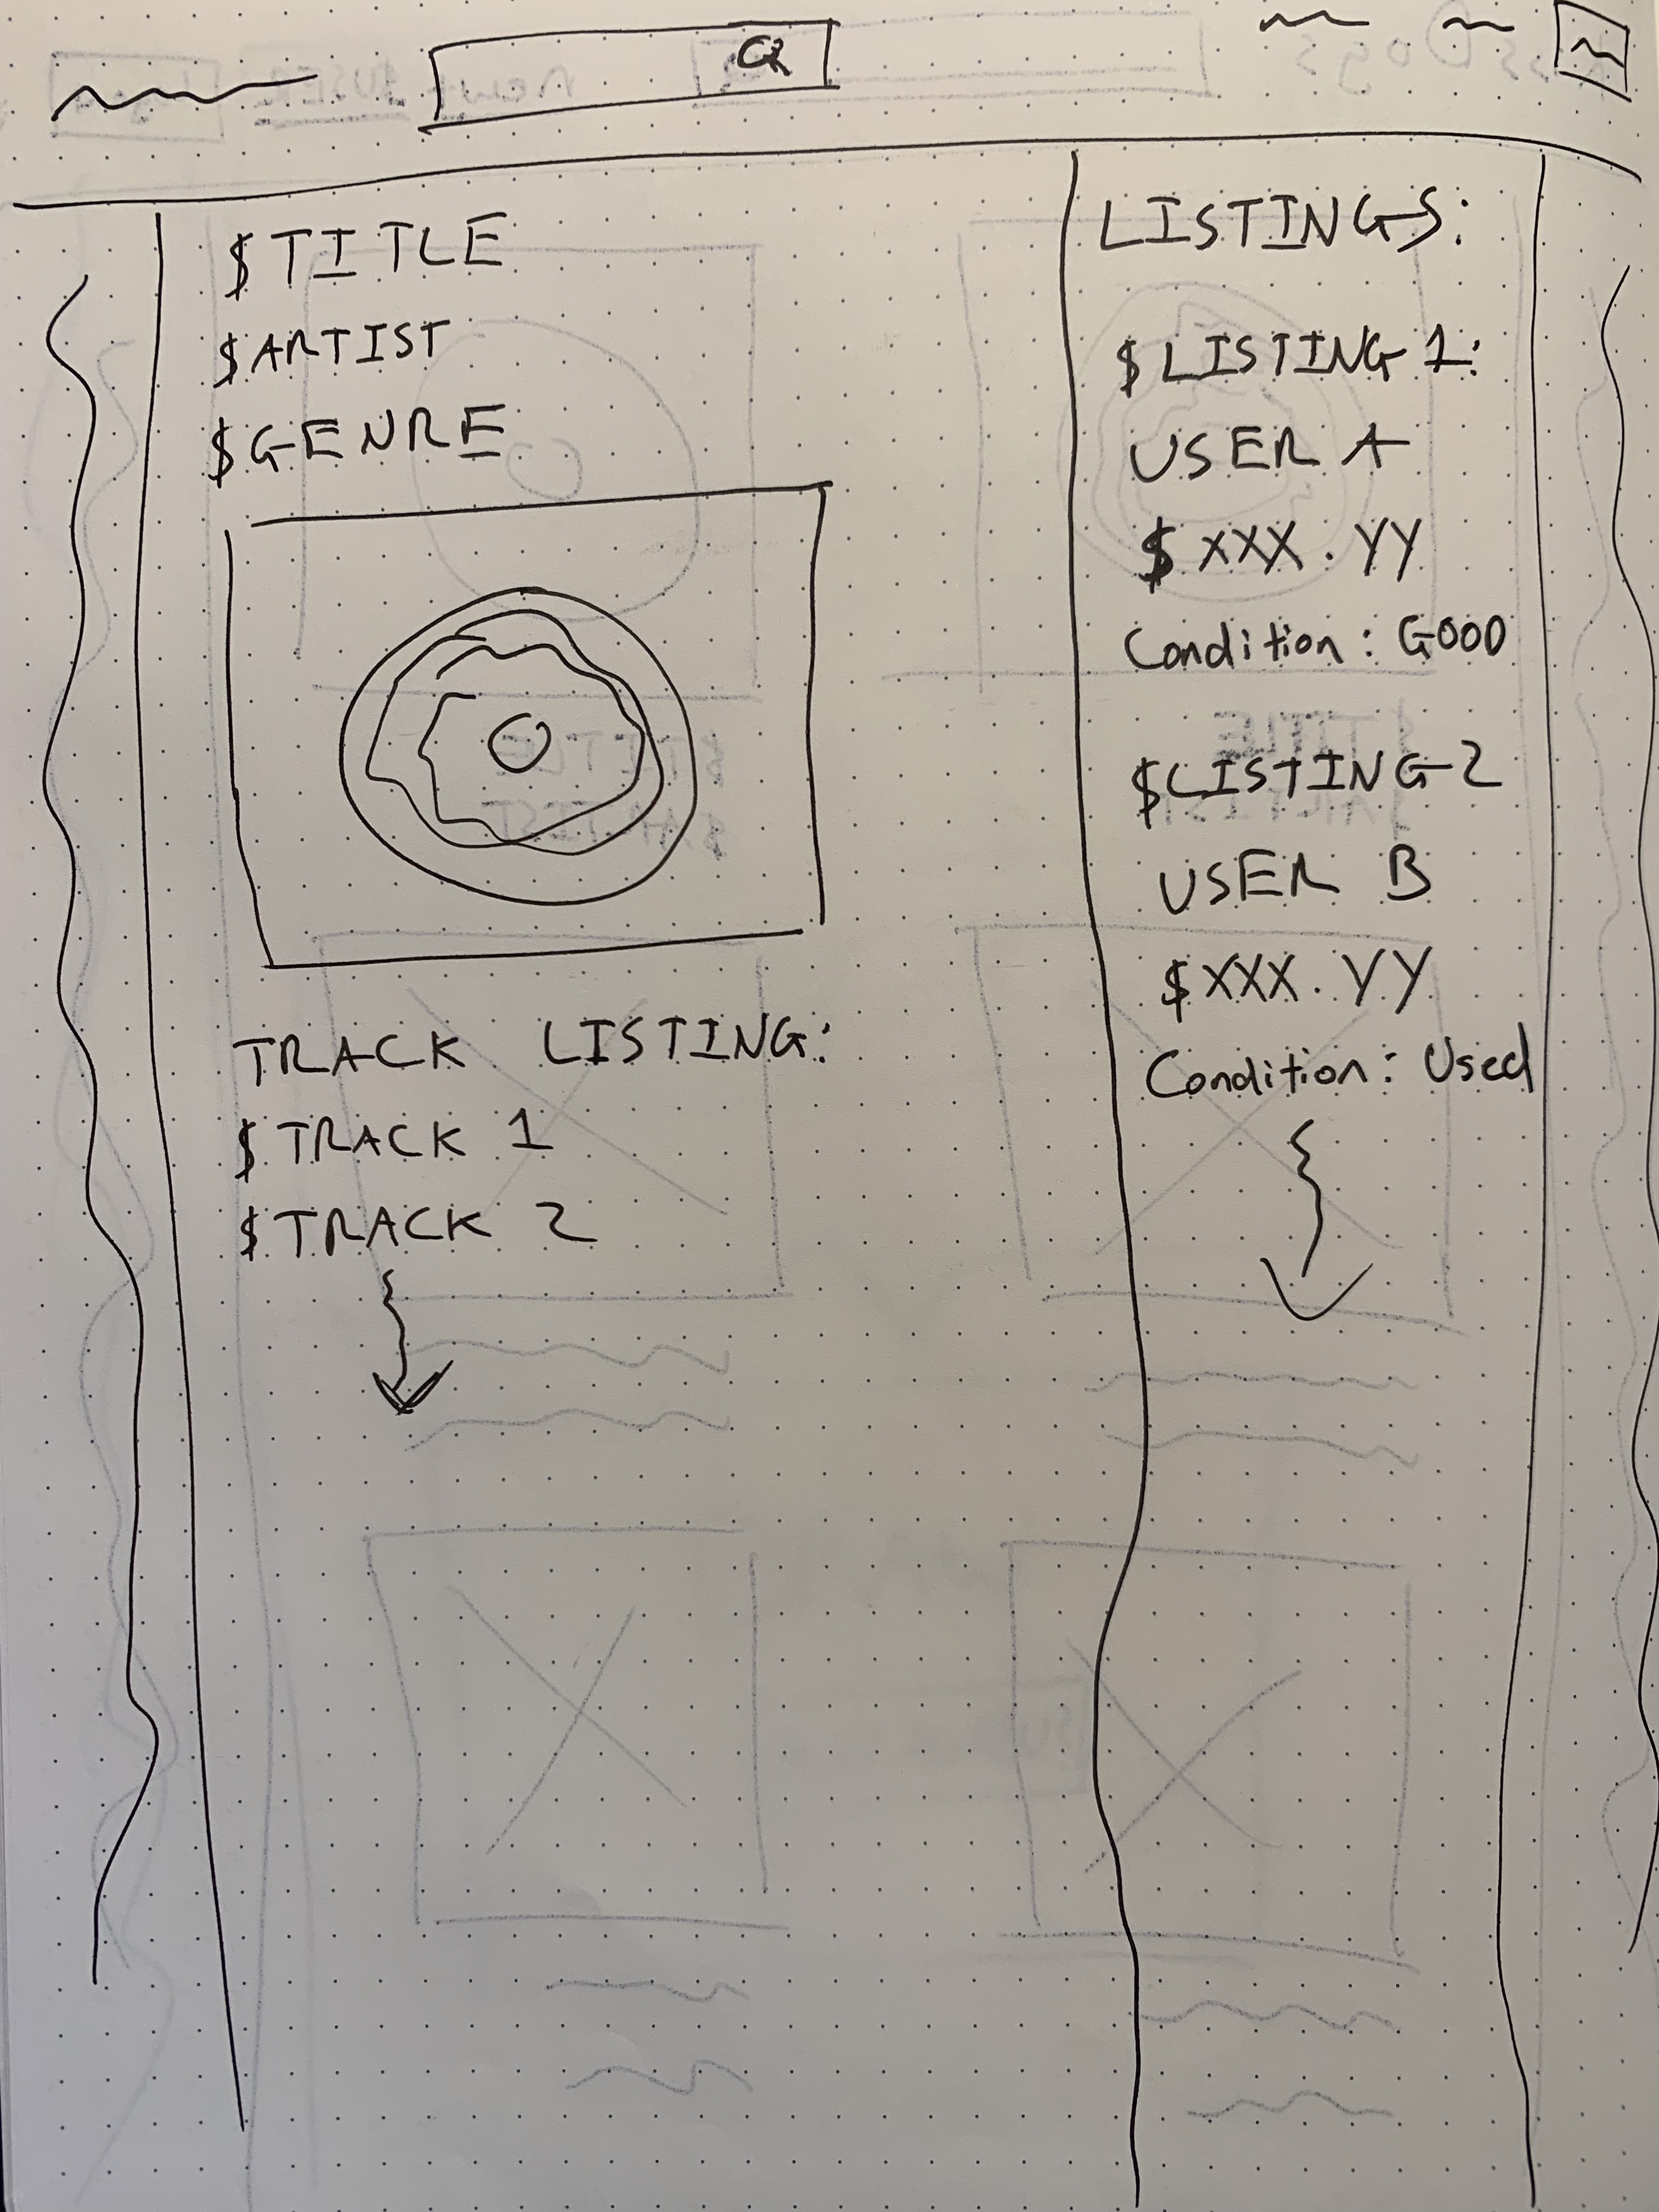 $TITLE
$ARTIST
$GENRE
TRACK LISTING:
$TRACK 1
$TRACK 2
LISTINGS:
$LISTING 1:
USER A
$XXX.YY
Condition: GOOD
$LISTING 2
USER B
$XXX.YY
Condition: Used